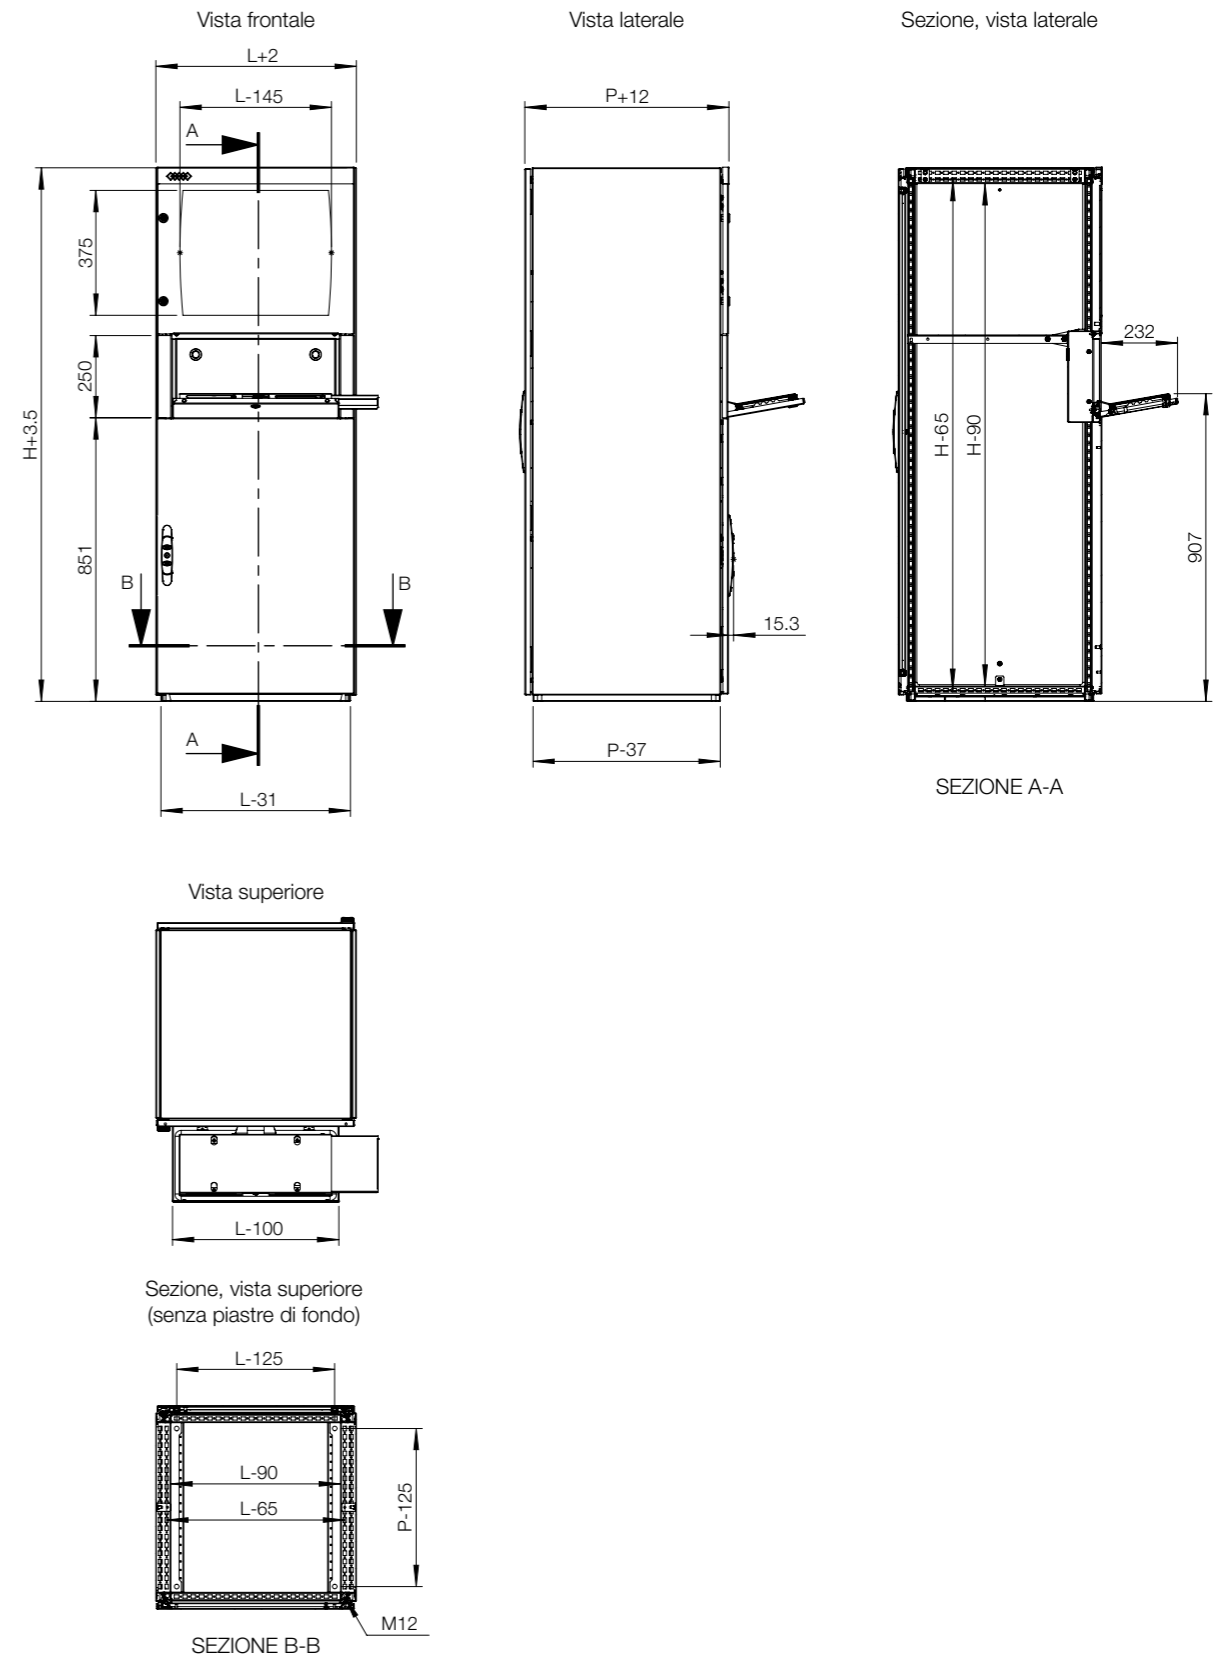 Vista frontale
Vista laterale
Sezione, vista laterale
L+2
L-145
P+12
A
375
250
H+3.5
851
B
B
A
L-31
15.3
P-37
232
H-65
H-90
907
SEZIONE A-A
Vista superiore
L-100
Sezione, vista superiore
(senza piastre di fondo)
L-125
L-90
L-65
P-125
M12
SEZIONE B-B